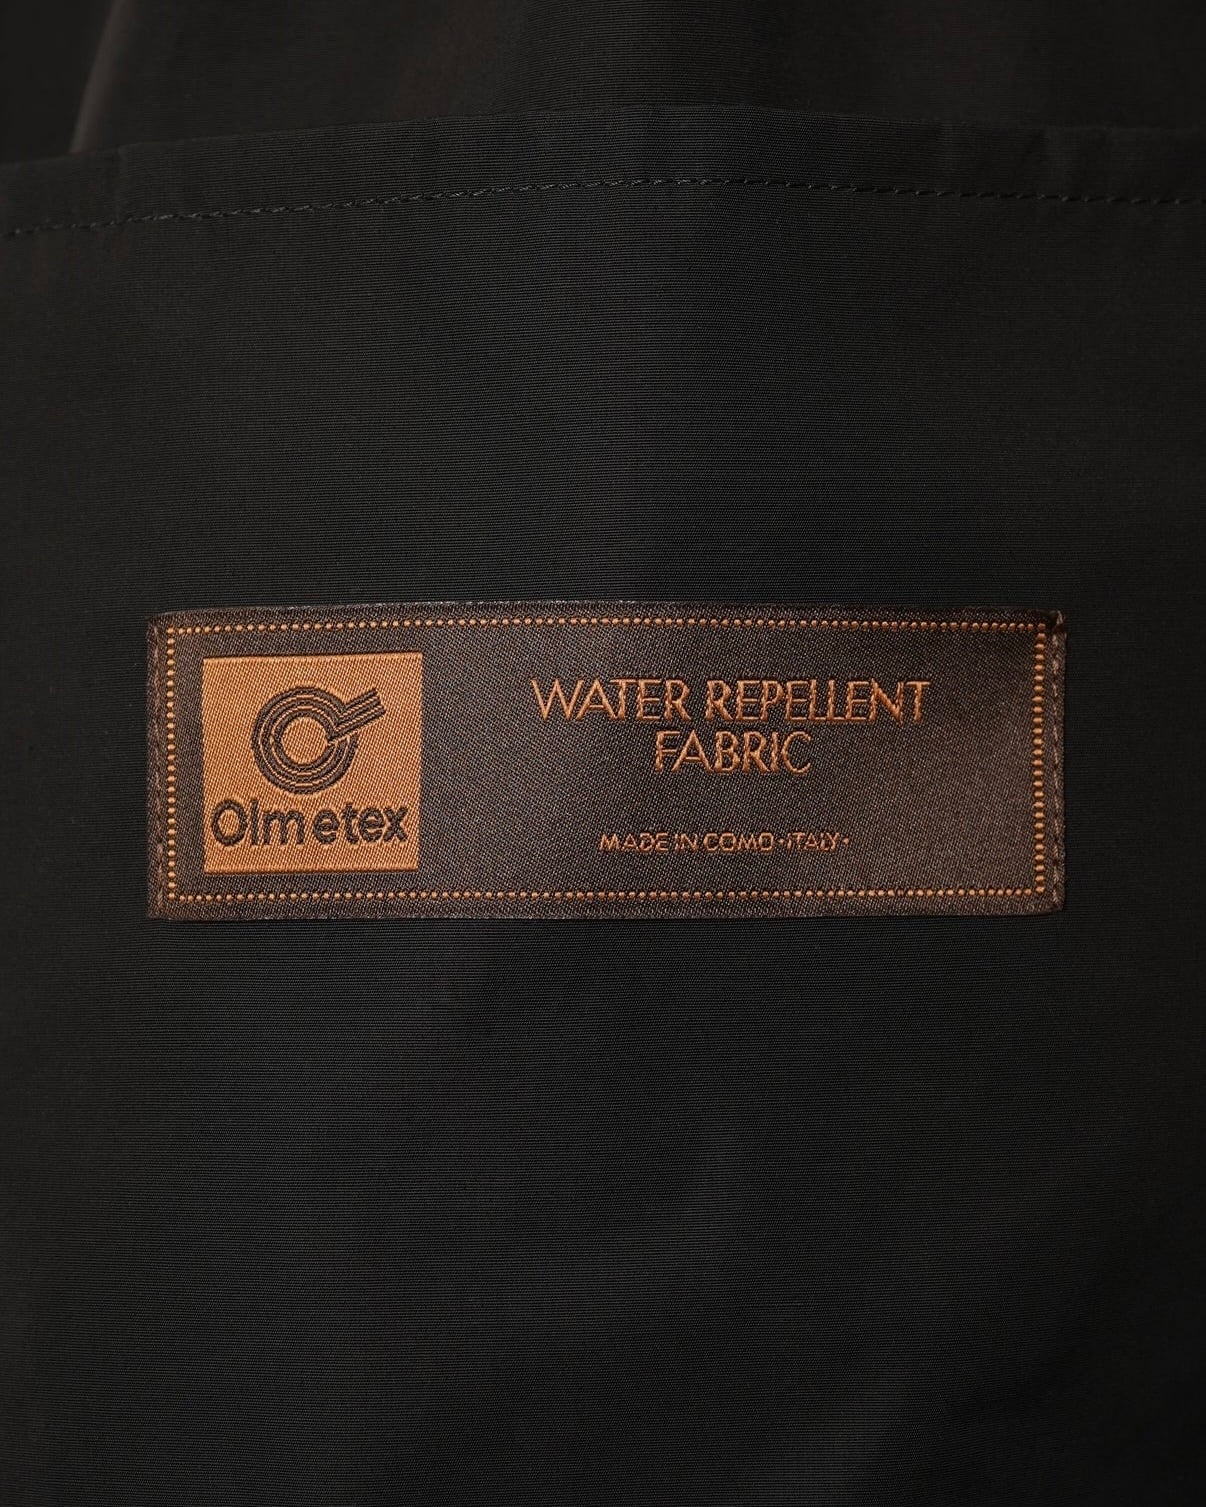 Olmetex
WATER REPELLENT
FABRIC
MADE IN COMO • ITALY •